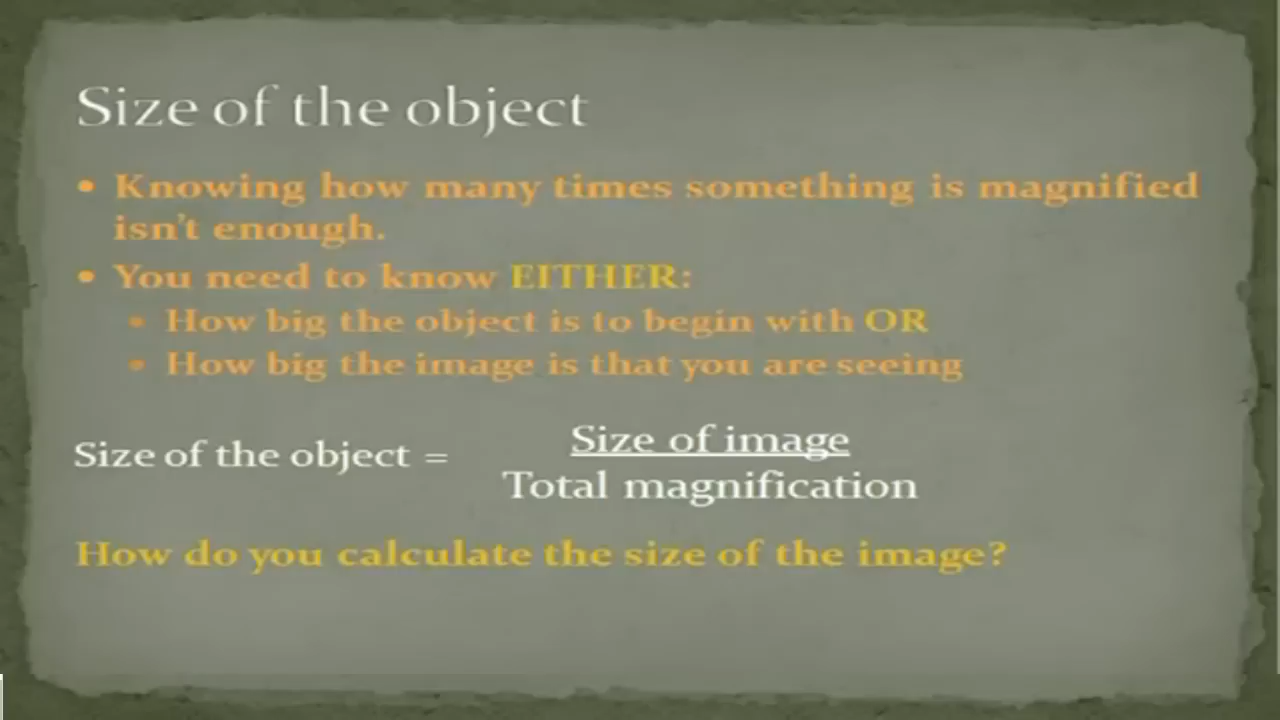 Size of the object
• Knowing how many times something is magnified
isn't enough.
• You need to know EITHER:
• How big the object is to begin with OR
• How big the image is that you are seeing
Size of the object = Size of image
Total magnification
How do you calculate the size of the image?